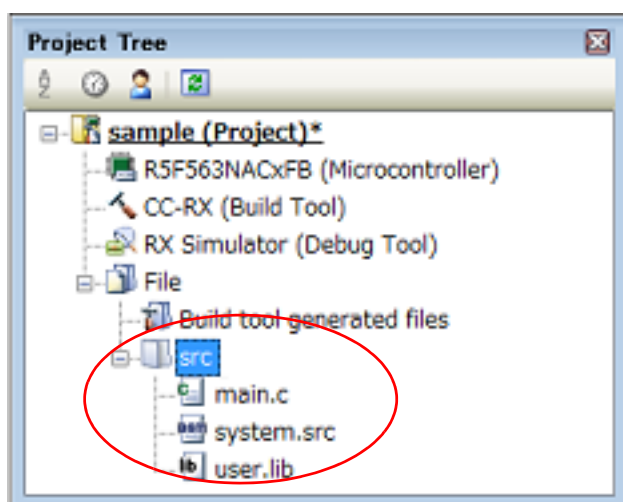 Project Tree
sample (Project)*
R5F563NACxFB (Microcontroller)
CC-RX (Build Tool)
RX Simulator (Debug Tool)
File
Build tool generated files
src
main.c
system.src
user.lib